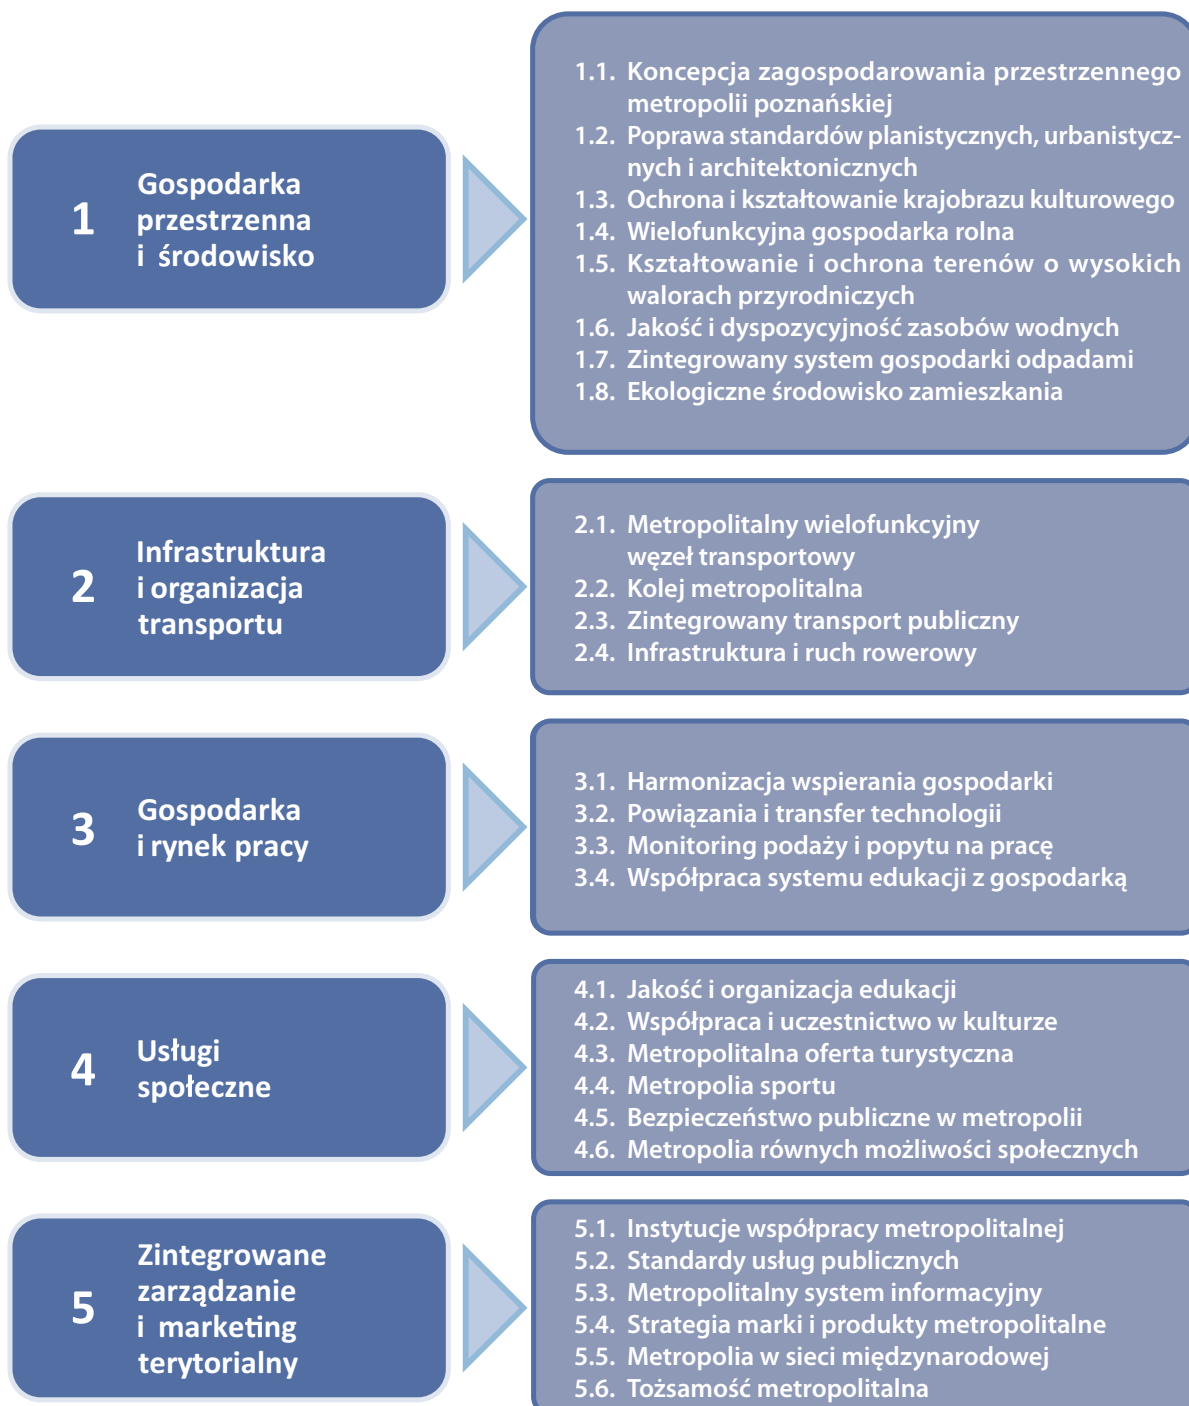 1
Gospodarka
przestrzenna
i środowisko
1.1. Koncepcja zagospodarowania przestrzennego
metropolii poznańskiej
1.2. Poprawa standardów planistycznych, urbanistycz-
nych i architektonicznych
1.3. Ochrona i kształtowanie krajobrazu kulturowego
1.4. Wielofunkcyjna gospodarka rolna
1.5. Kształtowanie i ochrona terenów o wysokich
walorach przyrodniczych
1.6. Jakość i dyspozycyjność zasobów wodnych
1.7. Zintegrowany system gospodarki odpadami
1.8. Ekologiczne środowisko zamieszkania
2
Infrastruktura
i organizacja
transportu
2.1. Metropolitalny wielofunkcyjny
węzeł transportowy
2.2. Kolej metropolitalna
2.3. Zintegrowany transport publiczny
2.4. Infrastruktura i ruch rowerowy
3
Gospodarka
i rynek pracy
3.1. Harmonizacja wspierania gospodarki
3.2. Powiązania i transfer technologii
3.3. Monitoring podaży i popytu na pracę
3.4. Współpraca systemu edukacji z gospodarką
4
Usługi
społeczne
4.1. Jakość i organizacja edukacji
4.2. Współpraca i uczestnictwo w kulturze
4.3. Metropolitalna oferta turystyczna
4.4. Metropolia sportu
4.5. Bezpieczeństwo publiczne w metropolii
4.6. Metropolia równych możliwości społecznych
5
Zintegrowane
zarządzanie
i marketing
terytorialny
5.1. Instytucje współpracy metropolitalnej
5.2. Standardy usług publicznych
5.3. Metropolitalny system informacyjny
5.4. Strategia marki i produkty metropolitalne
5.5. Metropolia w sieci międzynarodowej
5.6. Tożsamość metropolitalna